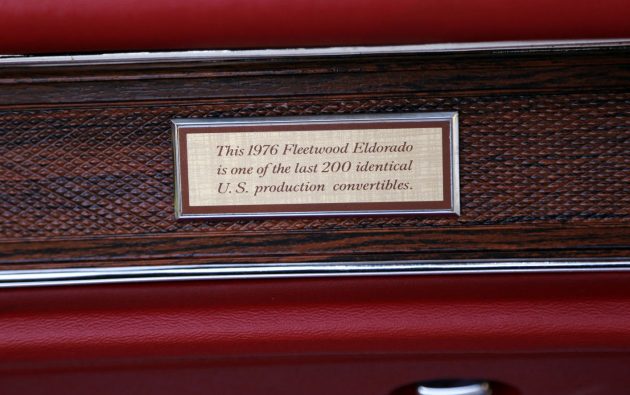 This 1976 Fleetwood Eldorado
is one of the last 200 identical
U.S. production convertibles.